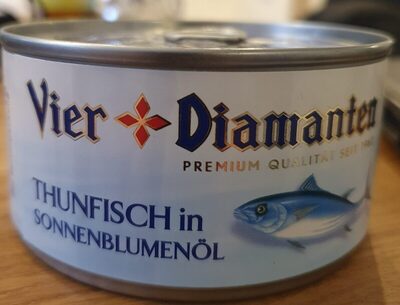 Vier Diamanten
PREMIUM QUALITÄT SEIT
THUNFISCH in
SONNENBLUMENÖL